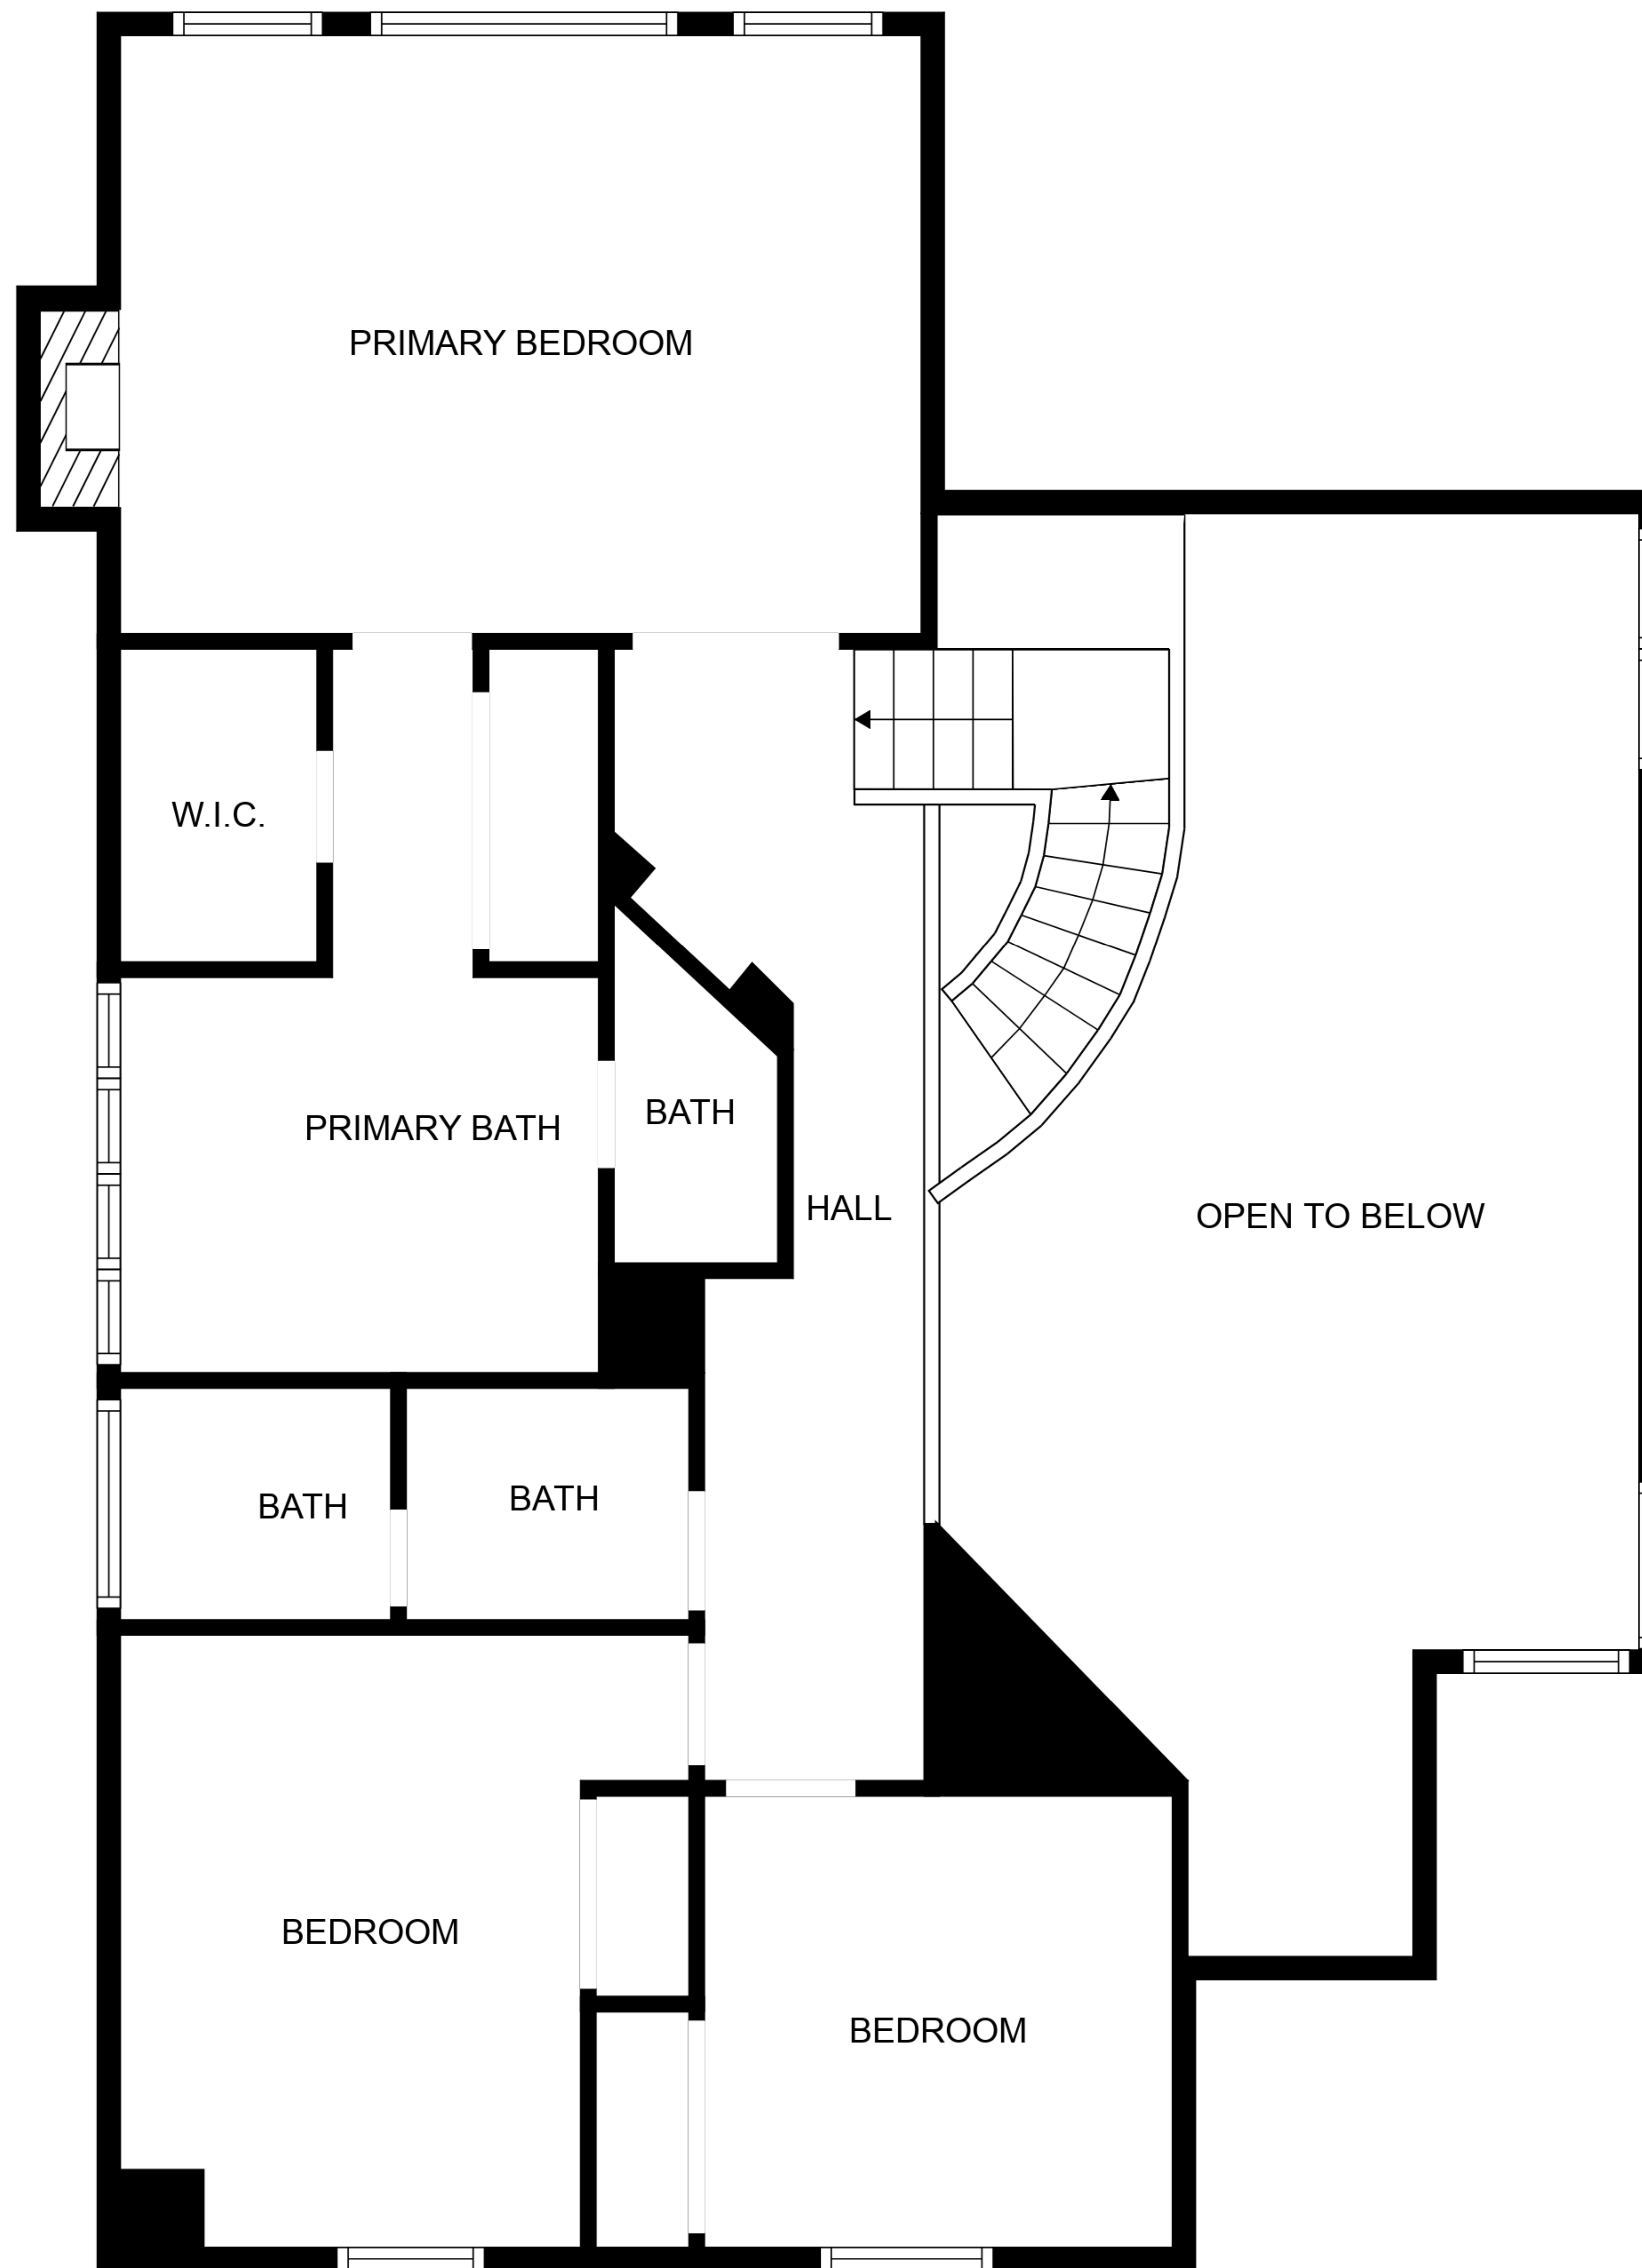 PRIMARY BEDROOM
W.I.C.
PRIMARY BATH
BATH
HALL
OPEN TO BELOW
BATH
BATH
BEDROOM
BEDROOM